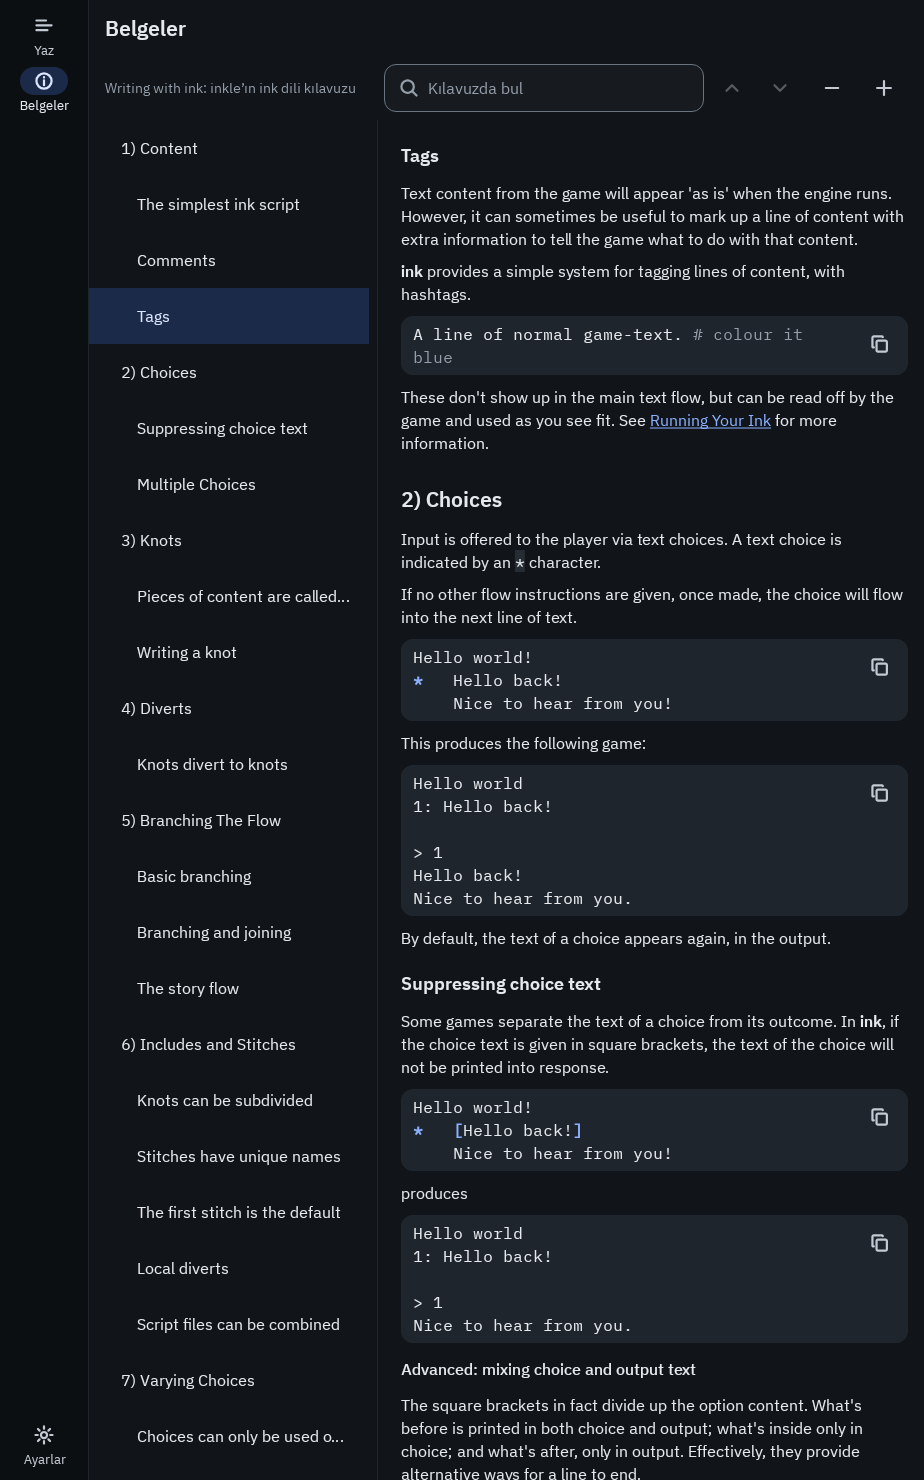 Belgeler
Yaz
Belgeler
Writing with ink: inkle'ın ink dili kılavuzu
Kılavuzda bul
1) Content
The simplest ink script
Comments
Tags
2) Choices
Suppressing choice text
Multiple Choices
3) Knots
Pieces of content are called...
Writing a knot
4) Diverts
Knots divert to knots
5) Branching The Flow
Basic branching
Branching and joining
The story flow
6) Includes and Stitches
Knots can be subdivided
Stitches have unique names
The first stitch is the default
Local diverts
Script files can be combined
7) Varying Choices
Choices can only be used o...
Ayarlar
Tags
Text content from the game will appear 'as is' when the engine runs.
However, it can sometimes be useful to mark up a line of content with
extra information to tell the game what to do with that content.
ink provides a simple system for tagging lines of content, with
hashtags.
A line of normal game-text. # colour it
blue
These don't show up in the main text flow, but can be read off by the
game and used as you see fit. See Running Your Ink for more
information.
2) Choices
Input is offered to the player via text choices. A text choice is
indicated by an * character.
If no other flow instructions are given, once made, the choice will flow
into the next line of text.
Hello world!
*   Hello back!
    Nice to hear from you!
This produces the following game:
Hello world
1: Hello back!
> 1
Hello back!
Nice to hear from you.
By default, the text of a choice appears again, in the output.
Suppressing choice text
Some games separate the text of a choice from its outcome. In ink, if
the choice text is given in square brackets, the text of the choice will
not be printed into response.
Hello world!
*   [Hello back!]
    Nice to hear from you!
produces
Hello world
1: Hello back!
> 1
Nice to hear from you.
Advanced: mixing choice and output text
The square brackets in fact divide up the option content. What's
before is printed in both choice and output; what's inside only in
choice; and what's after, only in output. Effectively, they provide
alternative ways for a line to end.